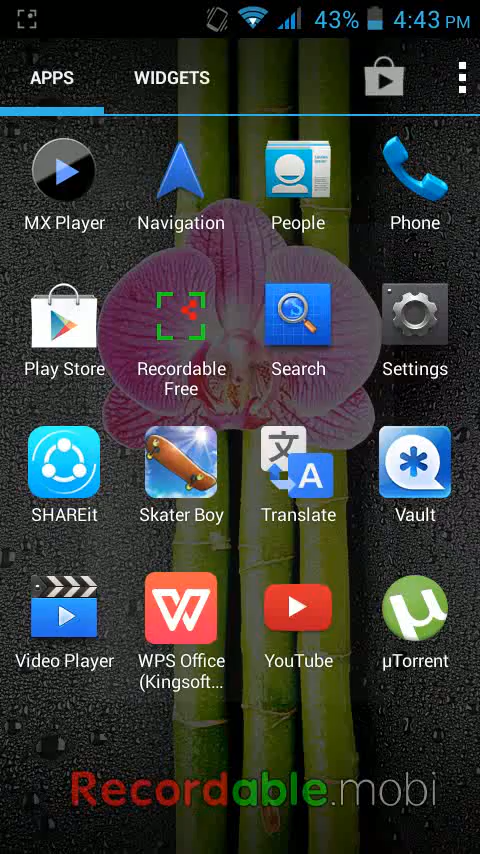 43% 4:43 PM
APPS WIDGETS
MX Player Navigation People Phone
Play Store Recordable Free Search Settings
SHAREit Skater Boy 文 A Translate Vault
Video Player WPS Office (Kingsoft... YouTube µ µTorrent
Recordable.mobi